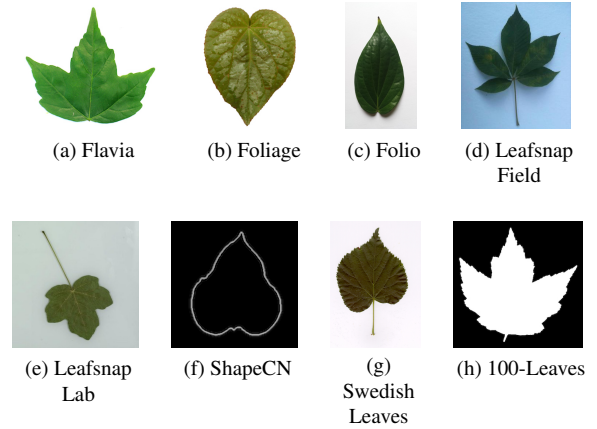 (a) Flavia
(b) Foliage
(c) Folio
(d) Leafsnap
Field
(e) Leafsnap
Lab
(f) ShapeCN
(g)
Swedish
Leaves
(h) 100-Leaves